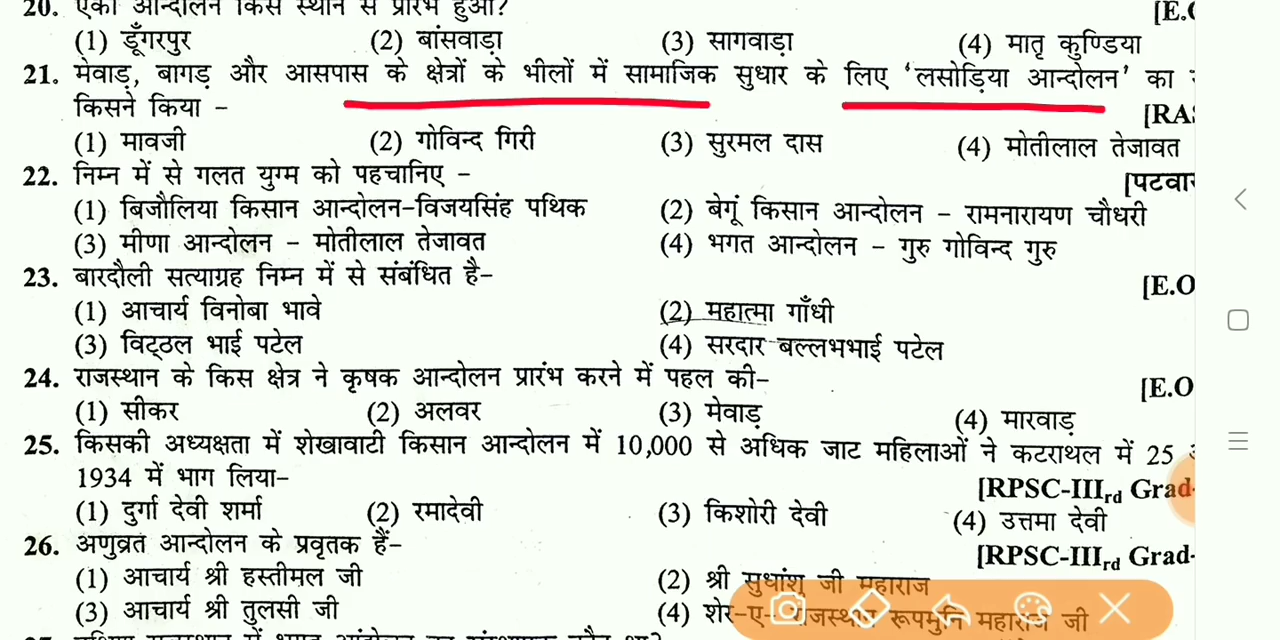 20. एकी आन्दोलन किस स्थान से प्रारंभ हुआ?
(1) डूँगरपुर (2) बांसवाड़ा (3) सागवाड़ा (4) मातृ कुण्डिया
21. मेवाड़, बागड़ और आसपास के क्षेत्रों के भीलों में सामाजिक सुधार के लिए ‘लसोड़िया आन्दोलन’ का
किसने किया – [RAS
(1) मावजी (2) गोविन्द गिरी (3) सुरमल दास (4) मोतीलाल तेजावत
22. निम्न में से गलत युग्म को पहचानिए – [पटवार
(1) बिजौलिया किसान आन्दोलन-विजयसिंह पथिक (2) बेगूं किसान आन्दोलन – रामनारायण चौधरी
(3) मीणा आन्दोलन – मोतीलाल तेजावत (4) भगत आन्दोलन – गुरु गोविन्द गुरु
23. बारदौली सत्याग्रह निम्न में से संबंधित है– [E.O
(1) आचार्य विनोबा भावे (2) महात्मा गाँधी
(3) विट्ठल भाई पटेल (4) सरदार बल्लभभाई पटेल
24. राजस्थान के किस क्षेत्र ने कृषक आन्दोलन प्रारंभ करने में पहल की– [E.O
(1) सीकर (2) अलवर (3) मेवाड़ (4) मारवाड़
25. किसकी अध्यक्षता में शेखावाटी किसान आन्दोलन में 10,000 से अधिक जाट महिलाओं ने कटराथल में 25
1934 में भाग लिया– [RPSC-IIIrd Grad-
(1) दुर्गा देवी शर्मा (2) रमादेवी (3) किशोरी देवी (4) उत्तमा देवी
26. अणुव्रत आन्दोलन के प्रवृतक हैं– [RPSC-IIIrd Grad-
(1) आचार्य श्री हस्तीमल जी (2) श्री सुधांशु जी महाराज
(3) आचार्य श्री तुलसी जी (4) शेर-ए- राजस्थान रूपमुनि महाराज जी